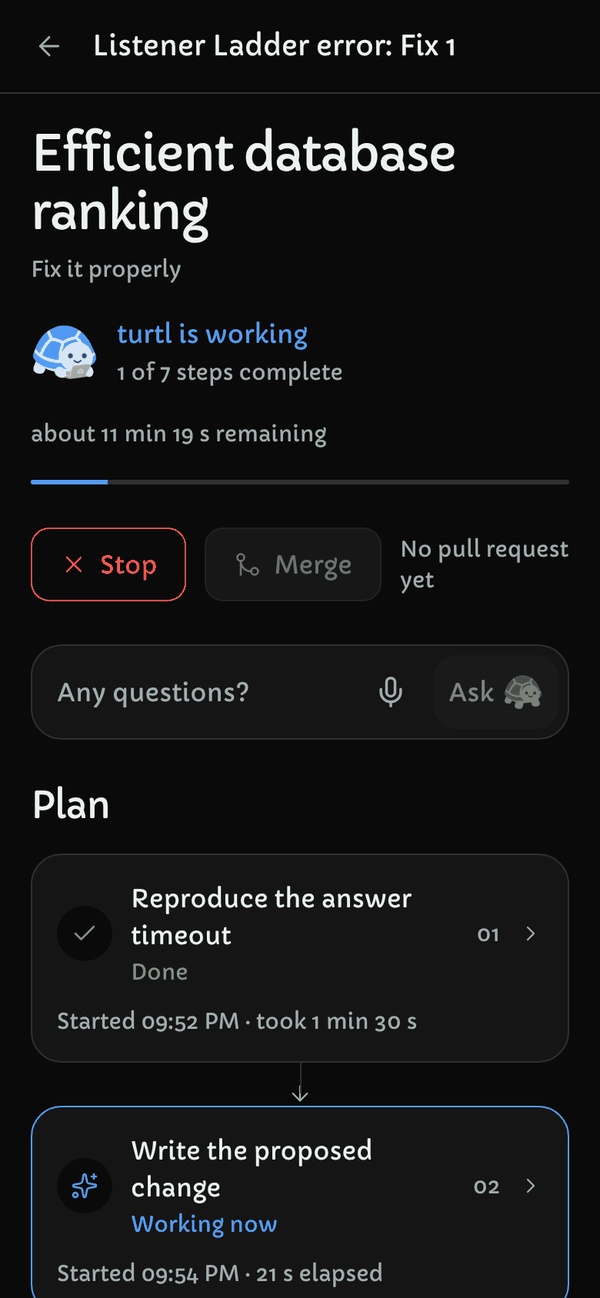 Listener Ladder error: Fix 1
Efficient database
ranking
Fix it properly
turtl is working
1 of 7 steps complete
about 11 min 19 s remaining
Stop
Merge
No pull request
yet
Any questions?
Ask
Plan
Reproduce the answer
timeout
Done
01
Started 09:52 PM · took 1 min 30 s
Write the proposed
change
Working now
02
Started 09:54 PM · 21 s elapsed